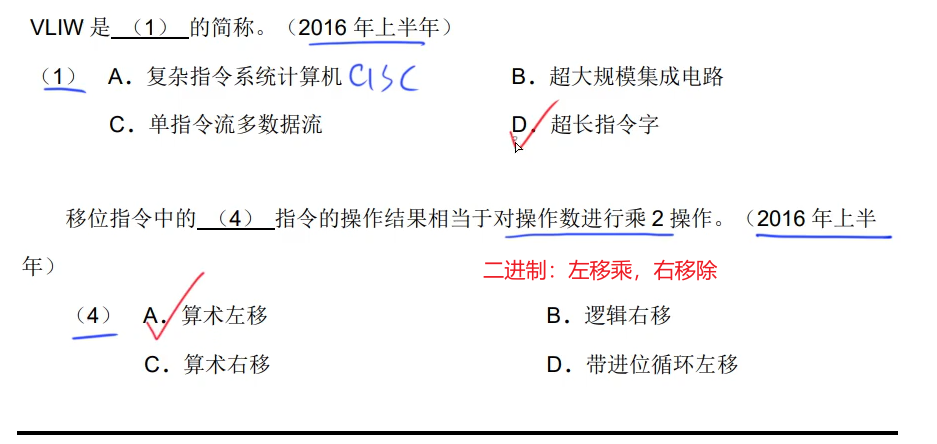 VLIW 是 （1） 的简称。（2016 年上半年）
（1） A．复杂指令系统计算机 CISC B．超大规模集成电路
C．单指令流多数据流 D．超长指令字
移位指令中的 （4） 指令的操作结果相当于对操作数进行乘 2 操作。（2016 年上半
年） 二进制：左移乘，右移除
（4） A．算术左移 B．逻辑右移
C．算术右移 D．带进位循环左移